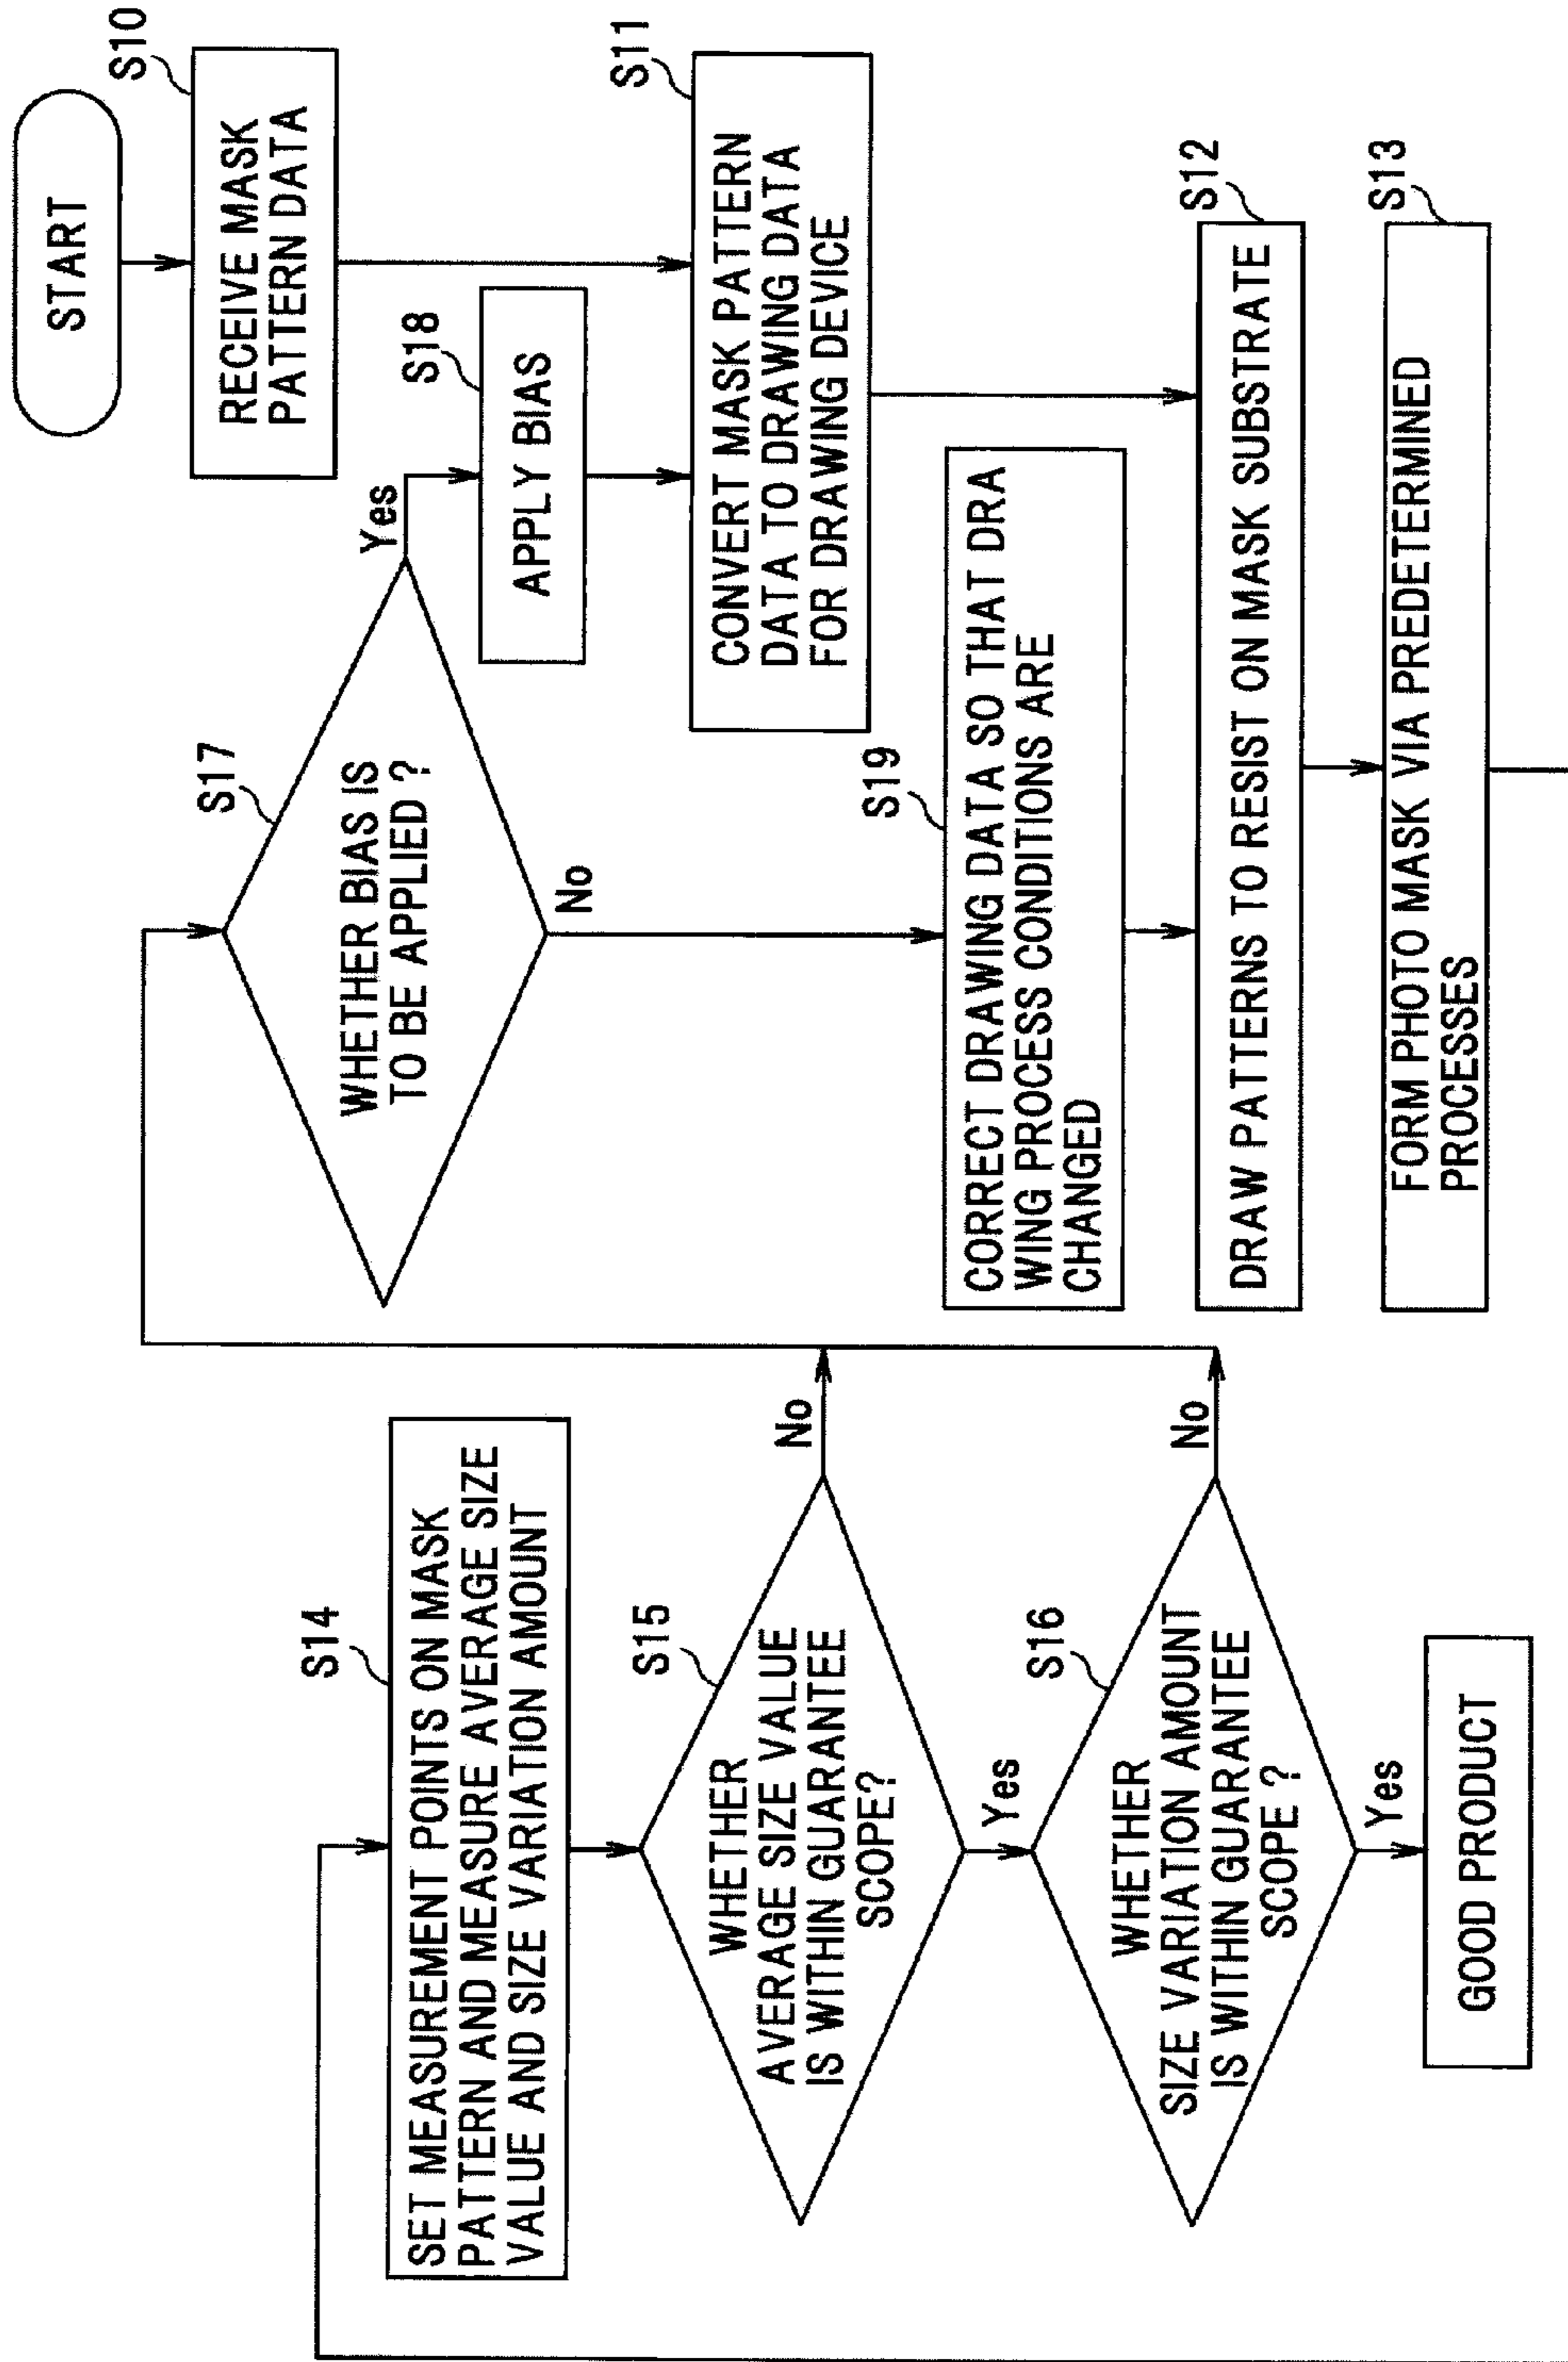 START
S10
RECEIVE MASK
PATTERN DATA
S11
CONVERT MASK PATTERN
DATA TO DRAWING DATA
FOR DRAWING DEVICE
S12
DRAW PATTERNS TO RESIST ON MASK SUBSTRATE
S13
FORM PHOTO MASK VIA PREDETERMINED
PROCESSES
S14
SET MEASUREMENT POINTS ON MASK
PATTERN AND MEASURE AVERAGE SIZE
VALUE AND SIZE VARIATION AMOUNT
S15
WHETHER
AVERAGE SIZE VALUE
IS WITHIN GUARANTEE
SCOPE?
No
Yes
S16
WHETHER
SIZE VARIATION AMOUNT
IS WITHIN GUARANTEE
SCOPE ?
No
Yes
GOOD PRODUCT
S17
WHETHER BIAS IS
TO BE APPLIED ?
Yes
No
S18
APPLY BIAS
S19
CORRECT DRAWING DATA SO THAT DRA
WING PROCESS CONDITIONS ARE
CHANGED